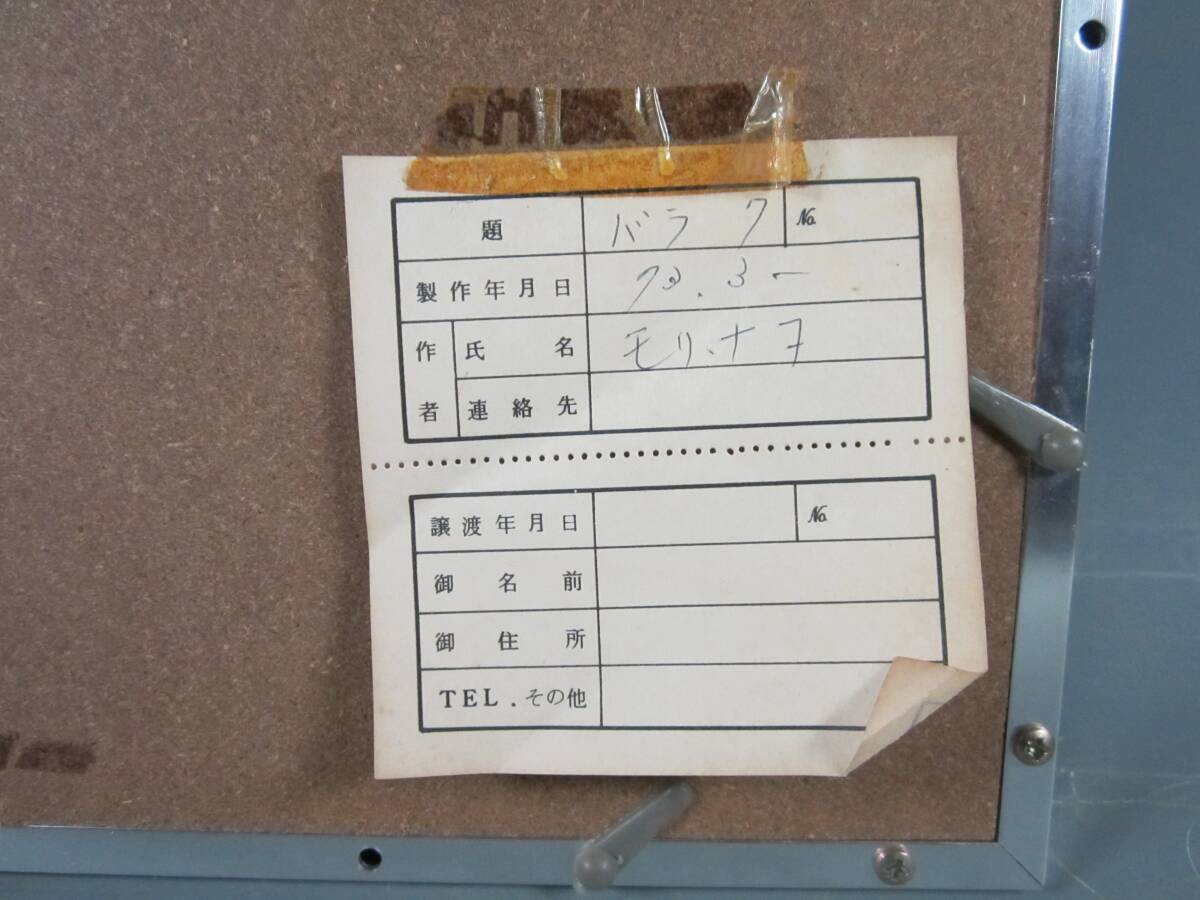 題 バラ 7 №
製作年月日 73.3一
作者 氏名 モリ.ナヲ
連絡先
譲渡年月日 №
御名前
御住所
TEL.その他